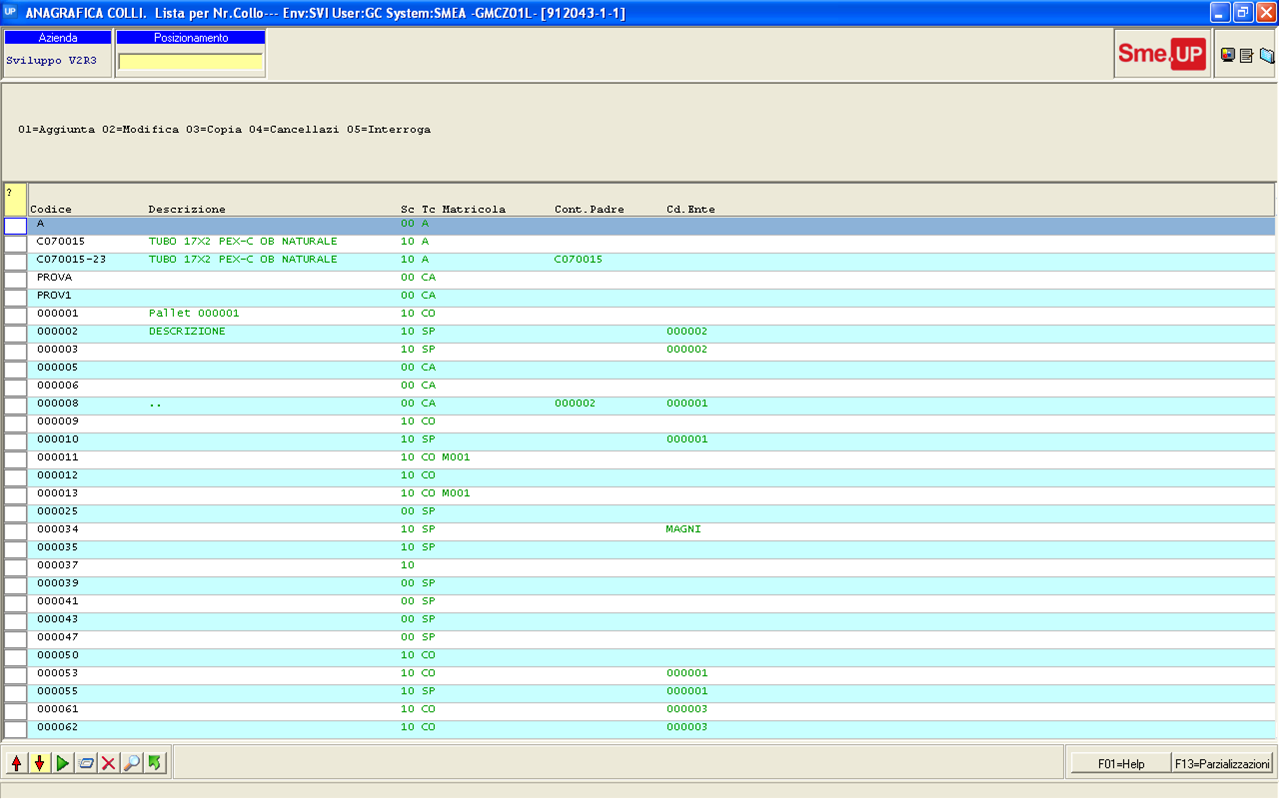 UP ANAGRAFICA COLLI. Lista per Nr.Collo--- Env:SVI User:GC System:SMEA -GMCZ01L- [912043-1-1]
Azienda Posizionamento
Sviluppo V2R3
Sme.UP
01=Aggiunta 02=Modifica 03=Copia 04=Cancellazi 05=Interroga
?
Codice Descrizione Sc Tc Matricola Cont.Padre Cd.Ente
A 00 A
C070015 TUBO 17X2 PEX-C OB NATURALE 10 A
C070015-23 TUBO 17X2 PEX-C OB NATURALE 10 A C070015
PROVA 00 CA
PROV1 00 CA
000001 Pallet 000001 10 CO
000002 DESCRIZIONE 10 SP 000002
000003 10 SP 000002
000005 00 CA
000006 00 CA
000008 .. 00 CA 000002 000001
000009 10 CO
000010 10 SP 000001
000011 10 CO M001
000012 10 CO
000013 10 CO M001
000025 00 SP
000034 10 SP MAGNI
000035 10 SP
000037 10
000039 00 SP
000041 00 SP
000043 00 SP
000047 00 SP
000050 10 CO
000053 10 CO 000001
000055 10 SP 000001
000061 10 CO 000003
000062 10 CO 000003
F01=Help F13=Parzializzazioni